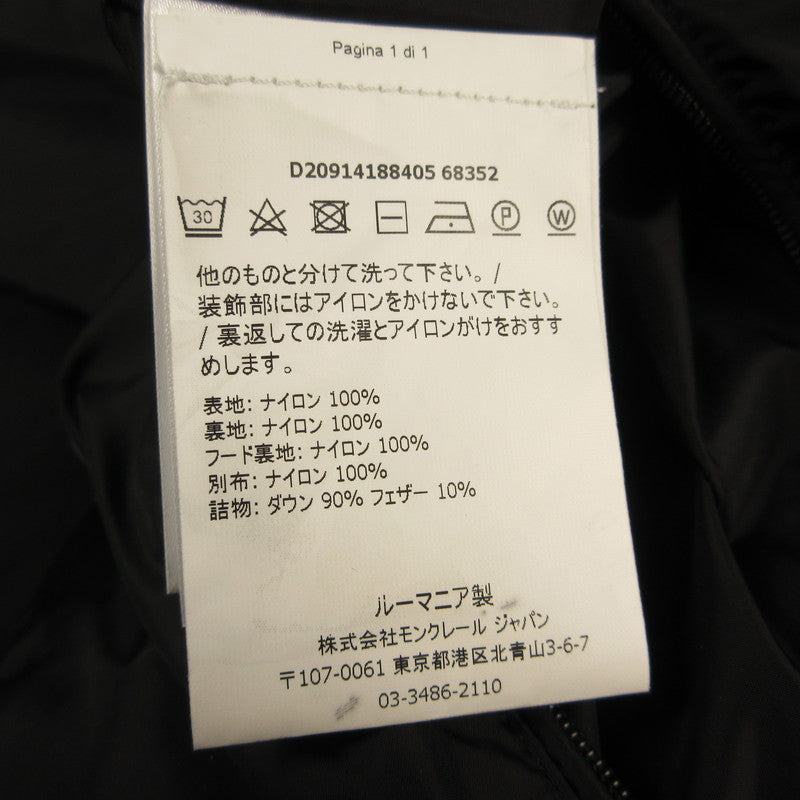 Pagina 1 di 1
D20914188405 68352
30 P W
他のものと分けて洗って下さい。 /
装飾部にはアイロンをかけないで下さい。
/ 裏返しての洗濯とアイロンがけをおすす
めします。
表地: ナイロン 100%
裏地: ナイロン 100%
フード裏地: ナイロン 100%
別布: ナイロン 100%
詰物: ダウン 90% フェザー 10%
ルーマニア製
株式会社モンクレール ジャパン
〒107-0061 東京都港区北青山3-6-7
03-3486-2110